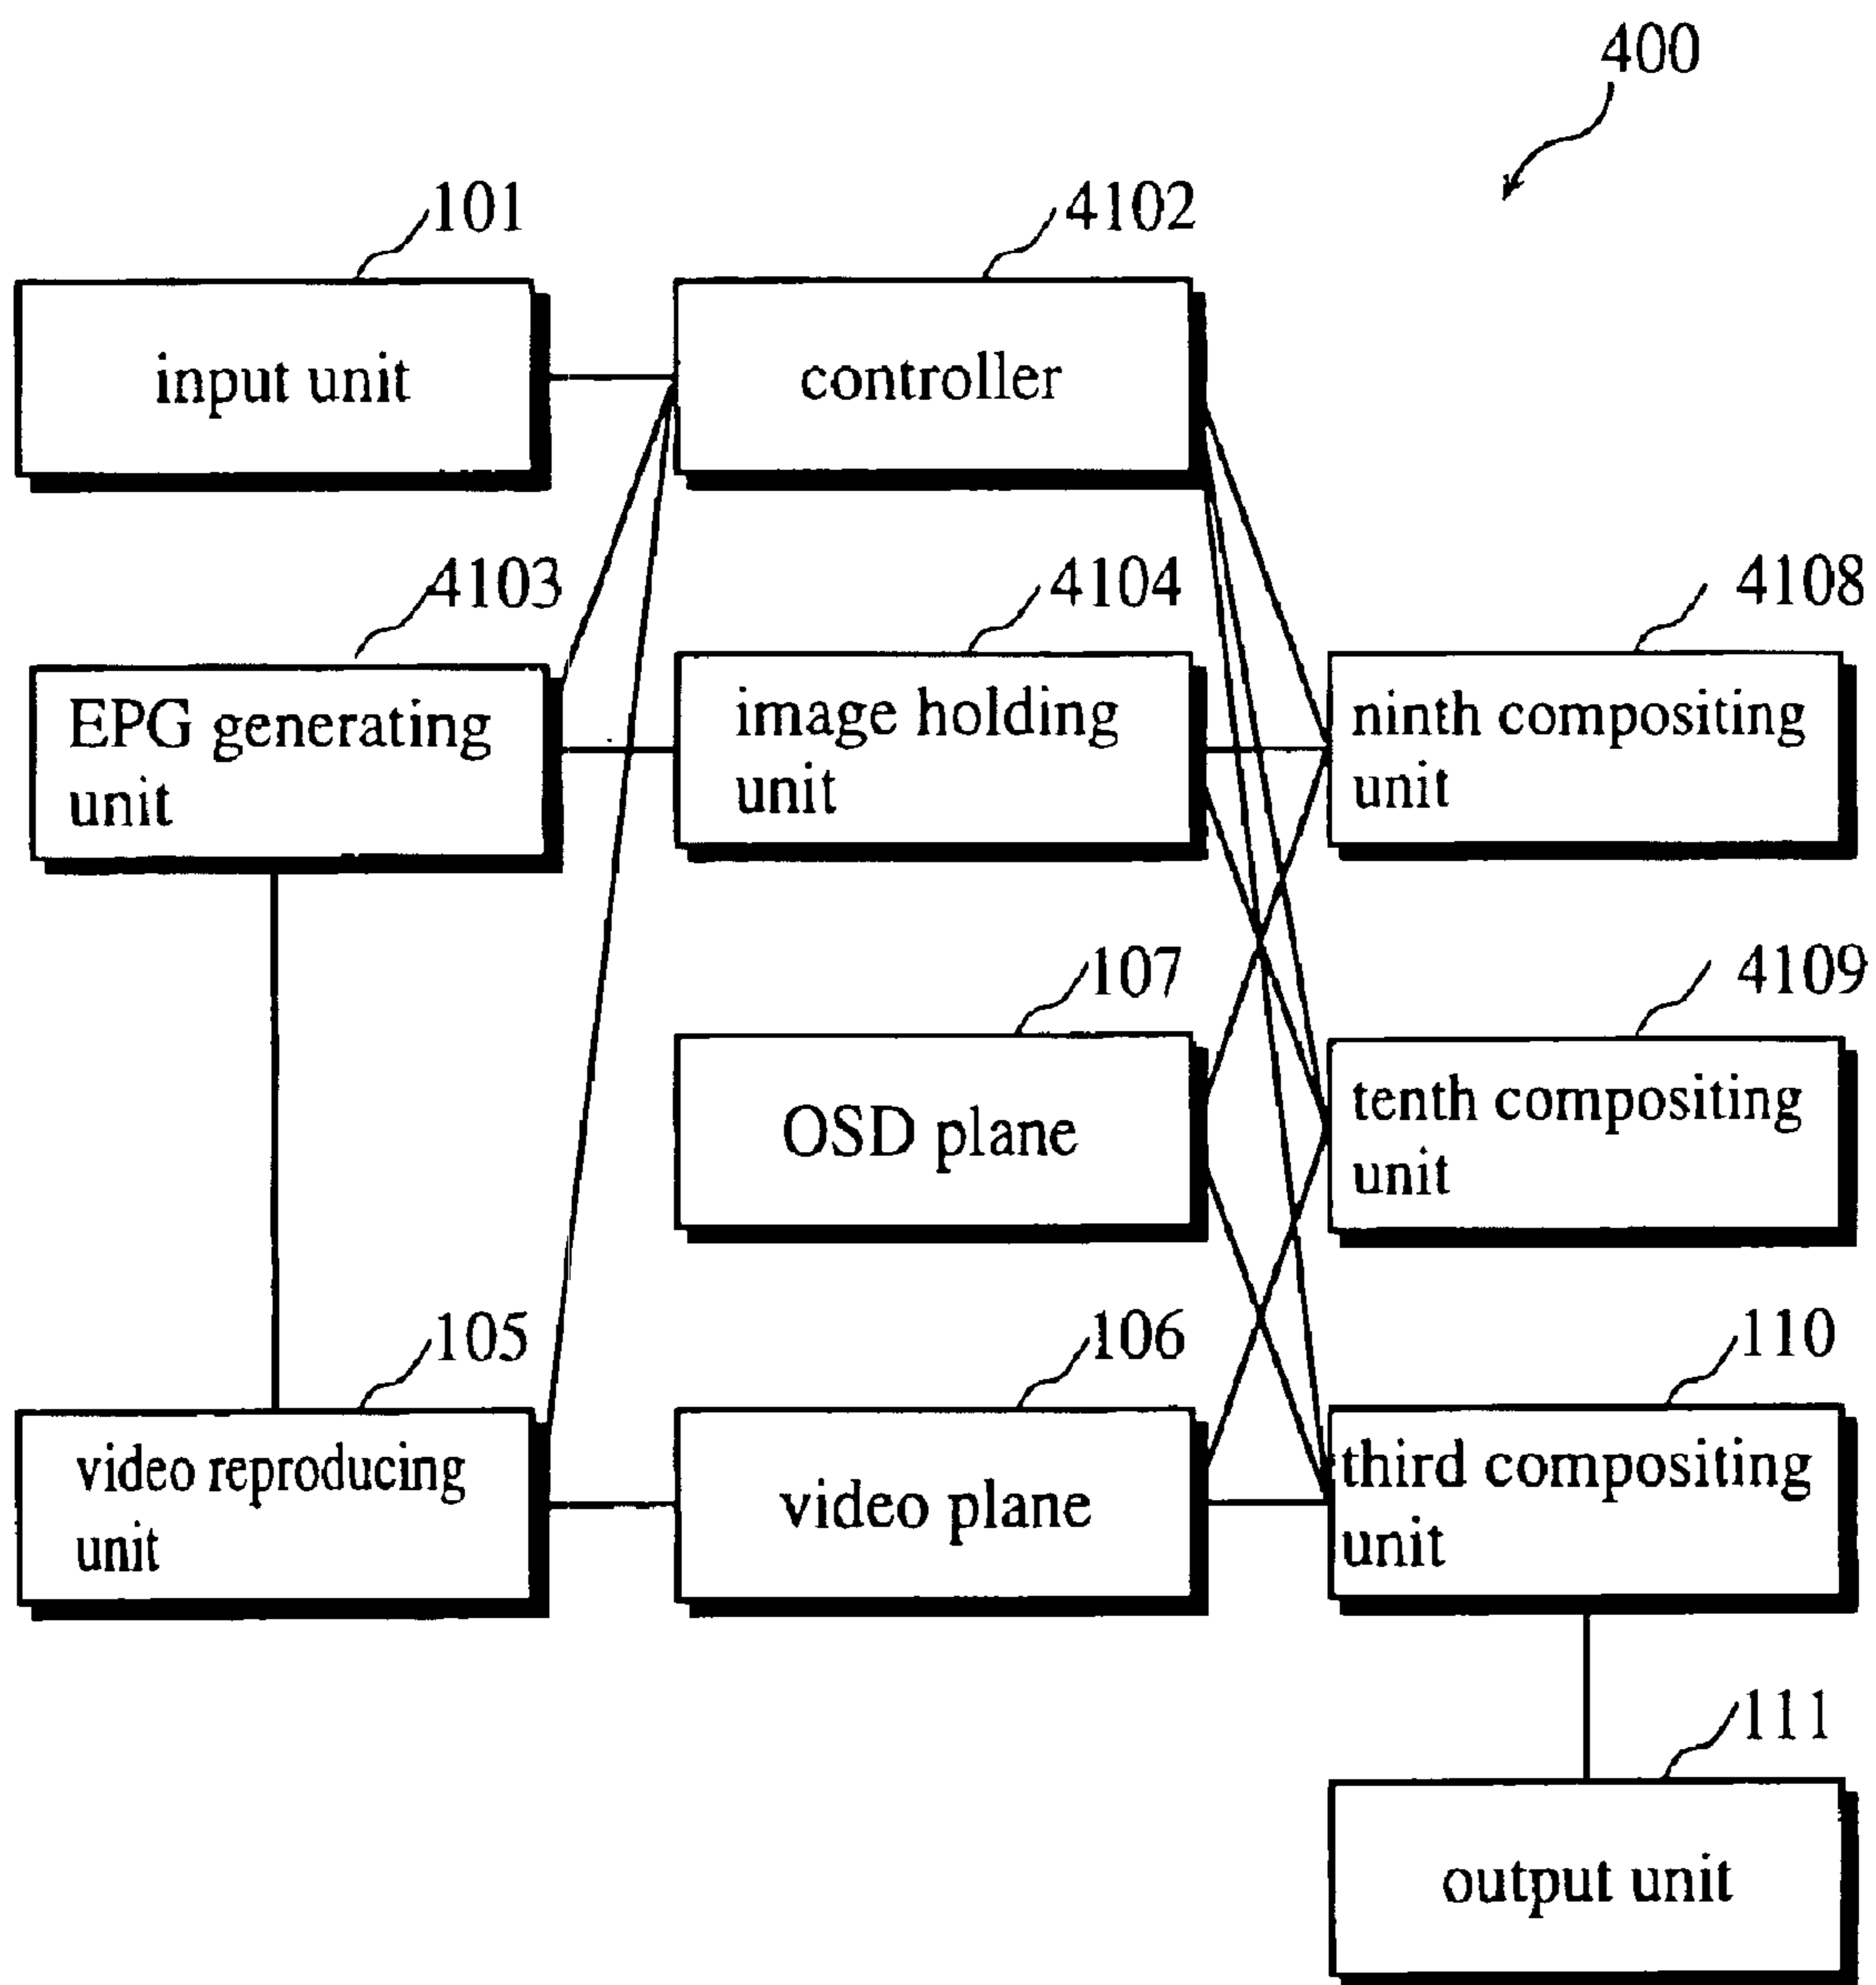 400
101
4102
input unit
controller
4103
4104
4108
EPG generating
unit
image holding
unit
ninth compositing
unit
107
4109
OSD plane
tenth compositing
unit
105
106
110
video reproducing
unit
video plane
third compositing
unit
111
output unit